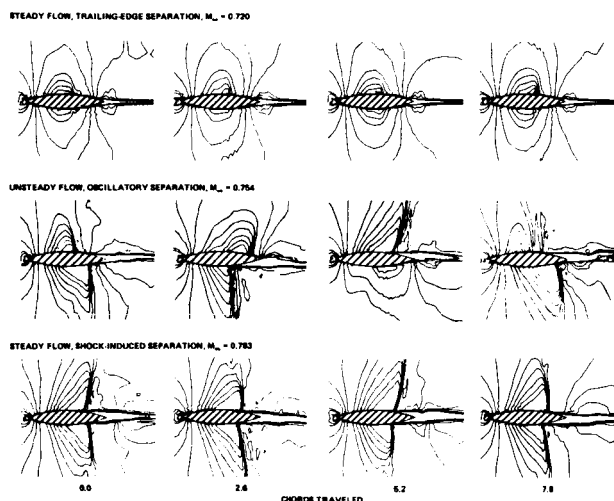 STEADY FLOW, TRAILING-EDGE SEPARATION, M∞ = 0.720
UNSTEADY FLOW, OSCILLATORY SEPARATION, M∞ = 0.754
STEADY FLOW, SHOCK-INDUCED SEPARATION, M∞ = 0.783
0.0 2.6 5.2 7.8
CHORDS TRAVELED